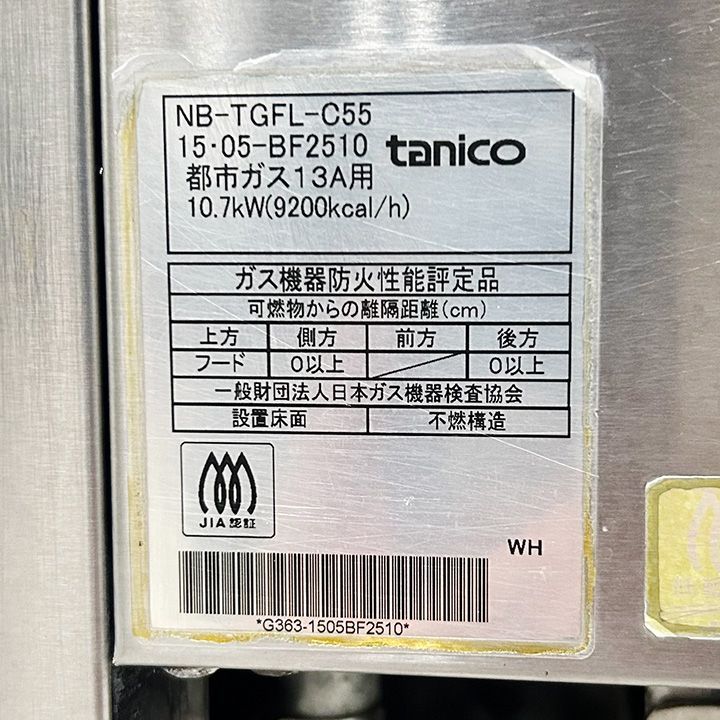 NB-TGFL-C55
15·05-BF2510 tanico
都市ガス13A用
10.7kW(9200kcal/h)
ガス機器防火性能評定品
可燃物からの離隔距離(cm)
上方 側方 前方 後方
フード 0以上 0以上
一般財団法人日本ガス機器検査協会
設置床面 不燃構造
JIA認証
WH
*G363-1505BF2510*